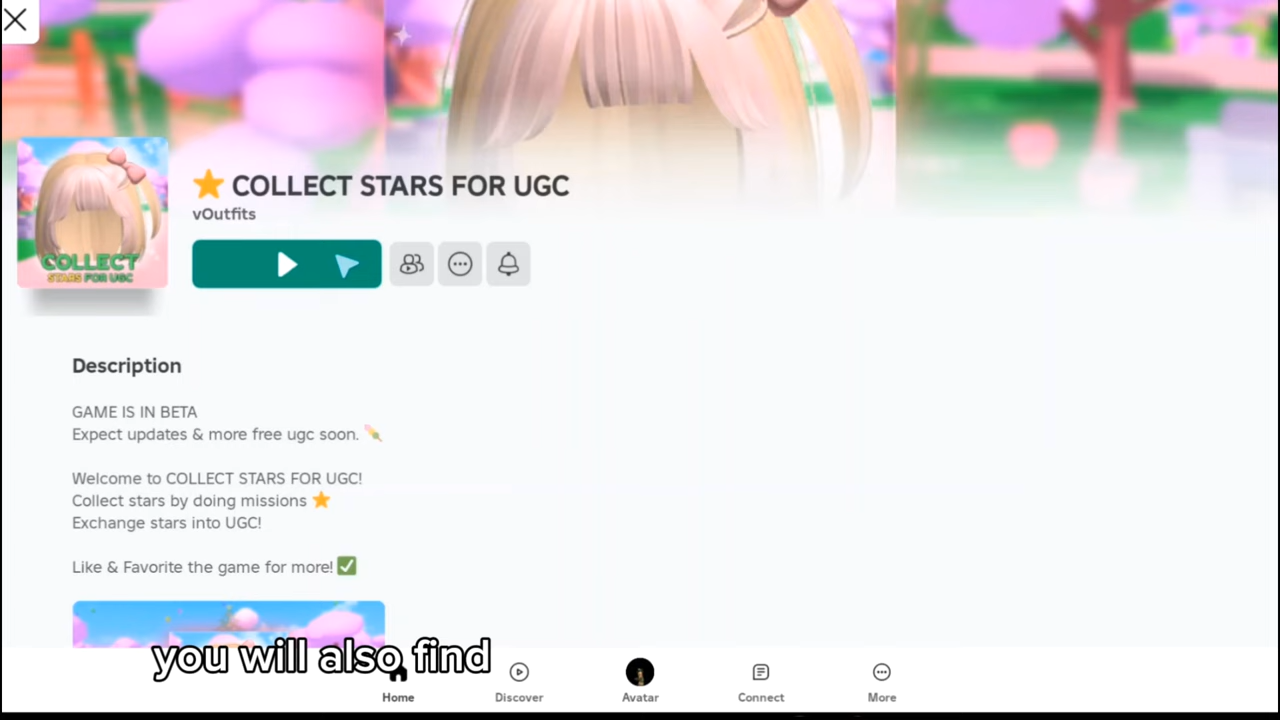 COLLECT STARS FOR UGC
vOutfits
COLLECT
STARS FOR UGC
Description
GAME IS IN BETA
Expect updates & more free ugc soon.
Welcome to COLLECT STARS FOR UGC!
Collect stars by doing missions ⭐
Exchange stars into UGC!
Like & Favorite the game for more! ✅
you will also find
Home
Discover
Avatar
Connect
More